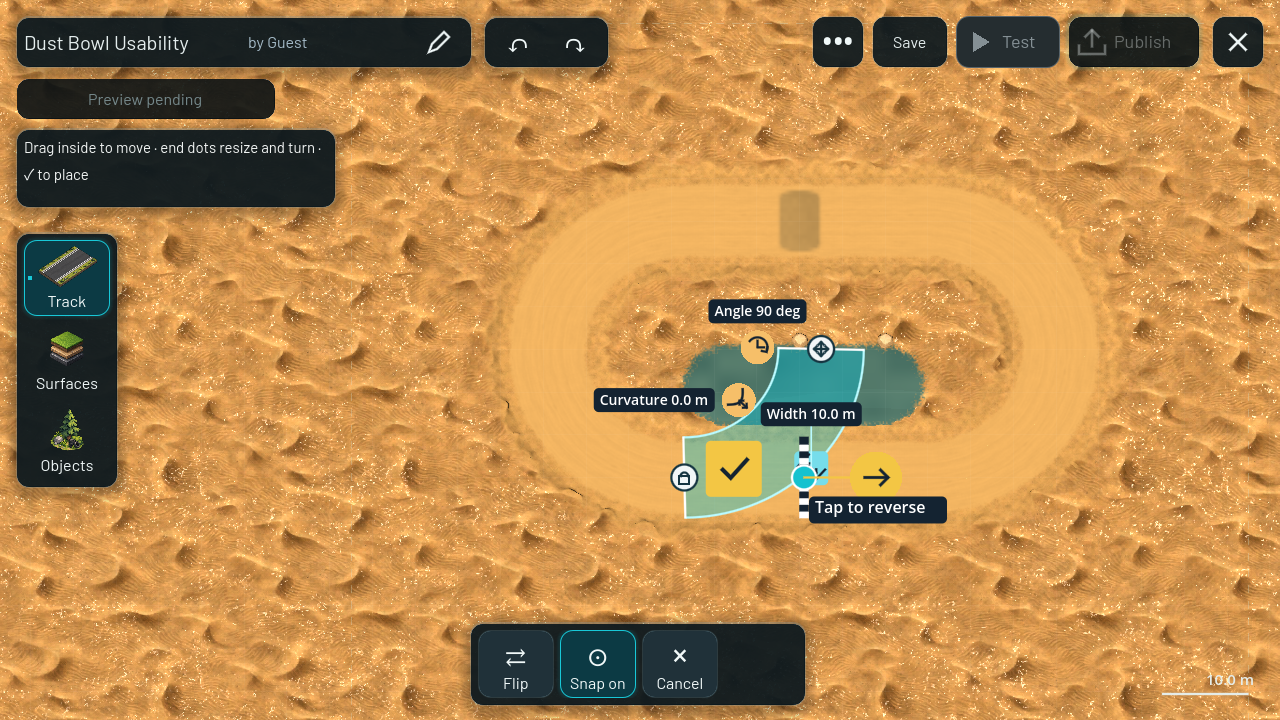 Dust Bowl Usability
by Guest
Save
Test
Publish
Preview pending
Drag inside to move · end dots resize and turn ·
✓ to place
Track
Surfaces
Objects
Angle 90 deg
Curvature 0.0 m
Width 10.0 m
Tap to reverse
Flip
Snap on
Cancel
10.0 m